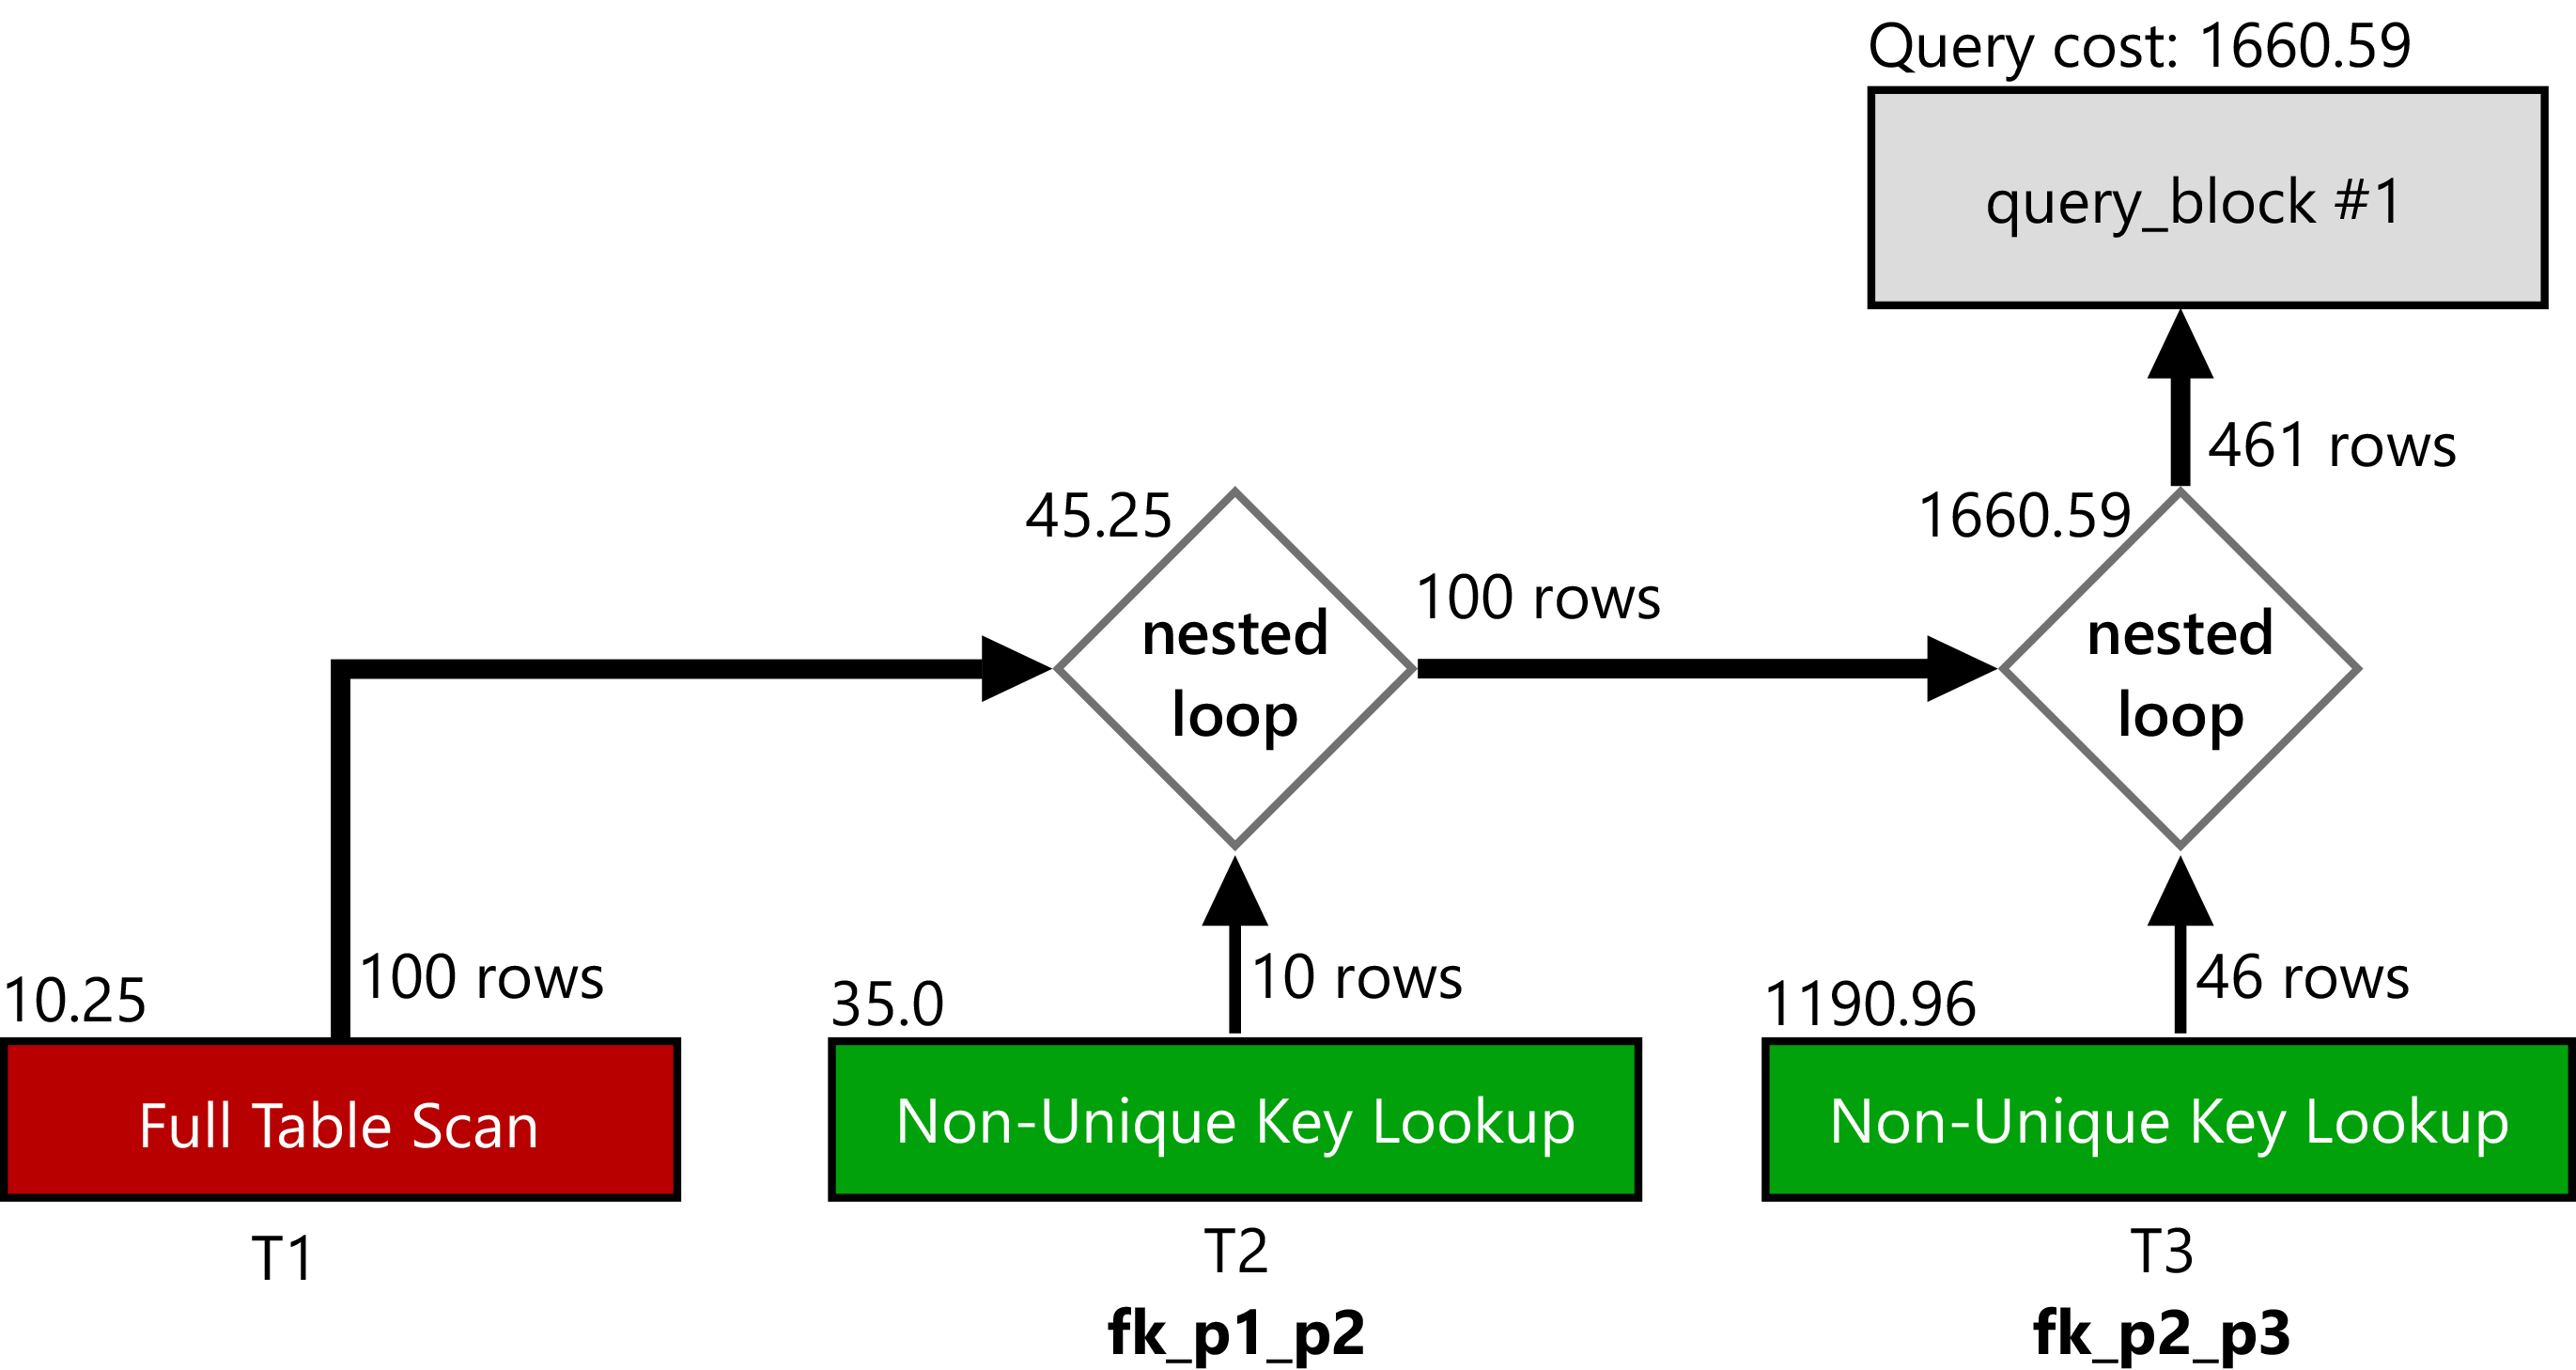 Query cost: 1660.59
query_block #1
461 rows
45.25
1660.59
100 rows
nested
loop
nested
loop
10.25
100 rows
35.0
10 rows
1190.96
46 rows
Full Table Scan
Non-Unique Key Lookup
Non-Unique Key Lookup
T1
T2
T3
fk_p1_p2
fk_p2_p3